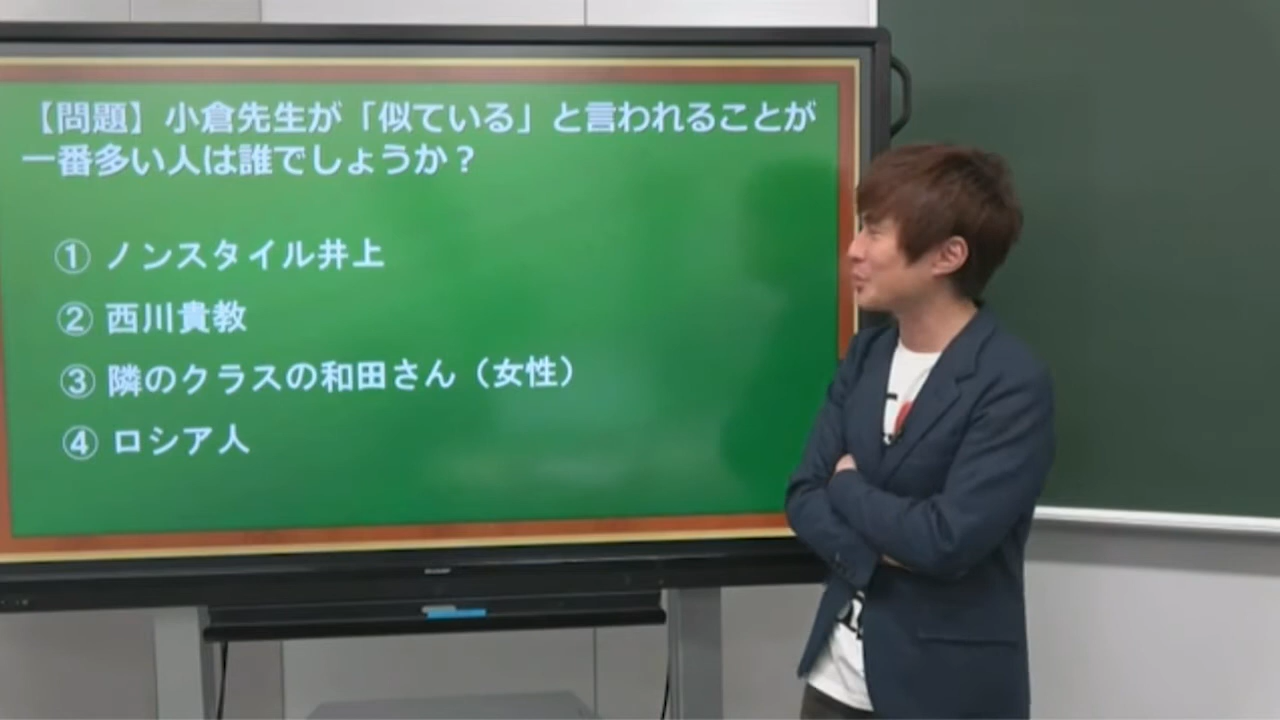 【問題】小倉先生が「似ている」と言われることが
一番多い人は誰でしょうか？
① ノンスタイル井上
② 西川貴教
③ 隣のクラスの和田さん（女性）
④ ロシア人